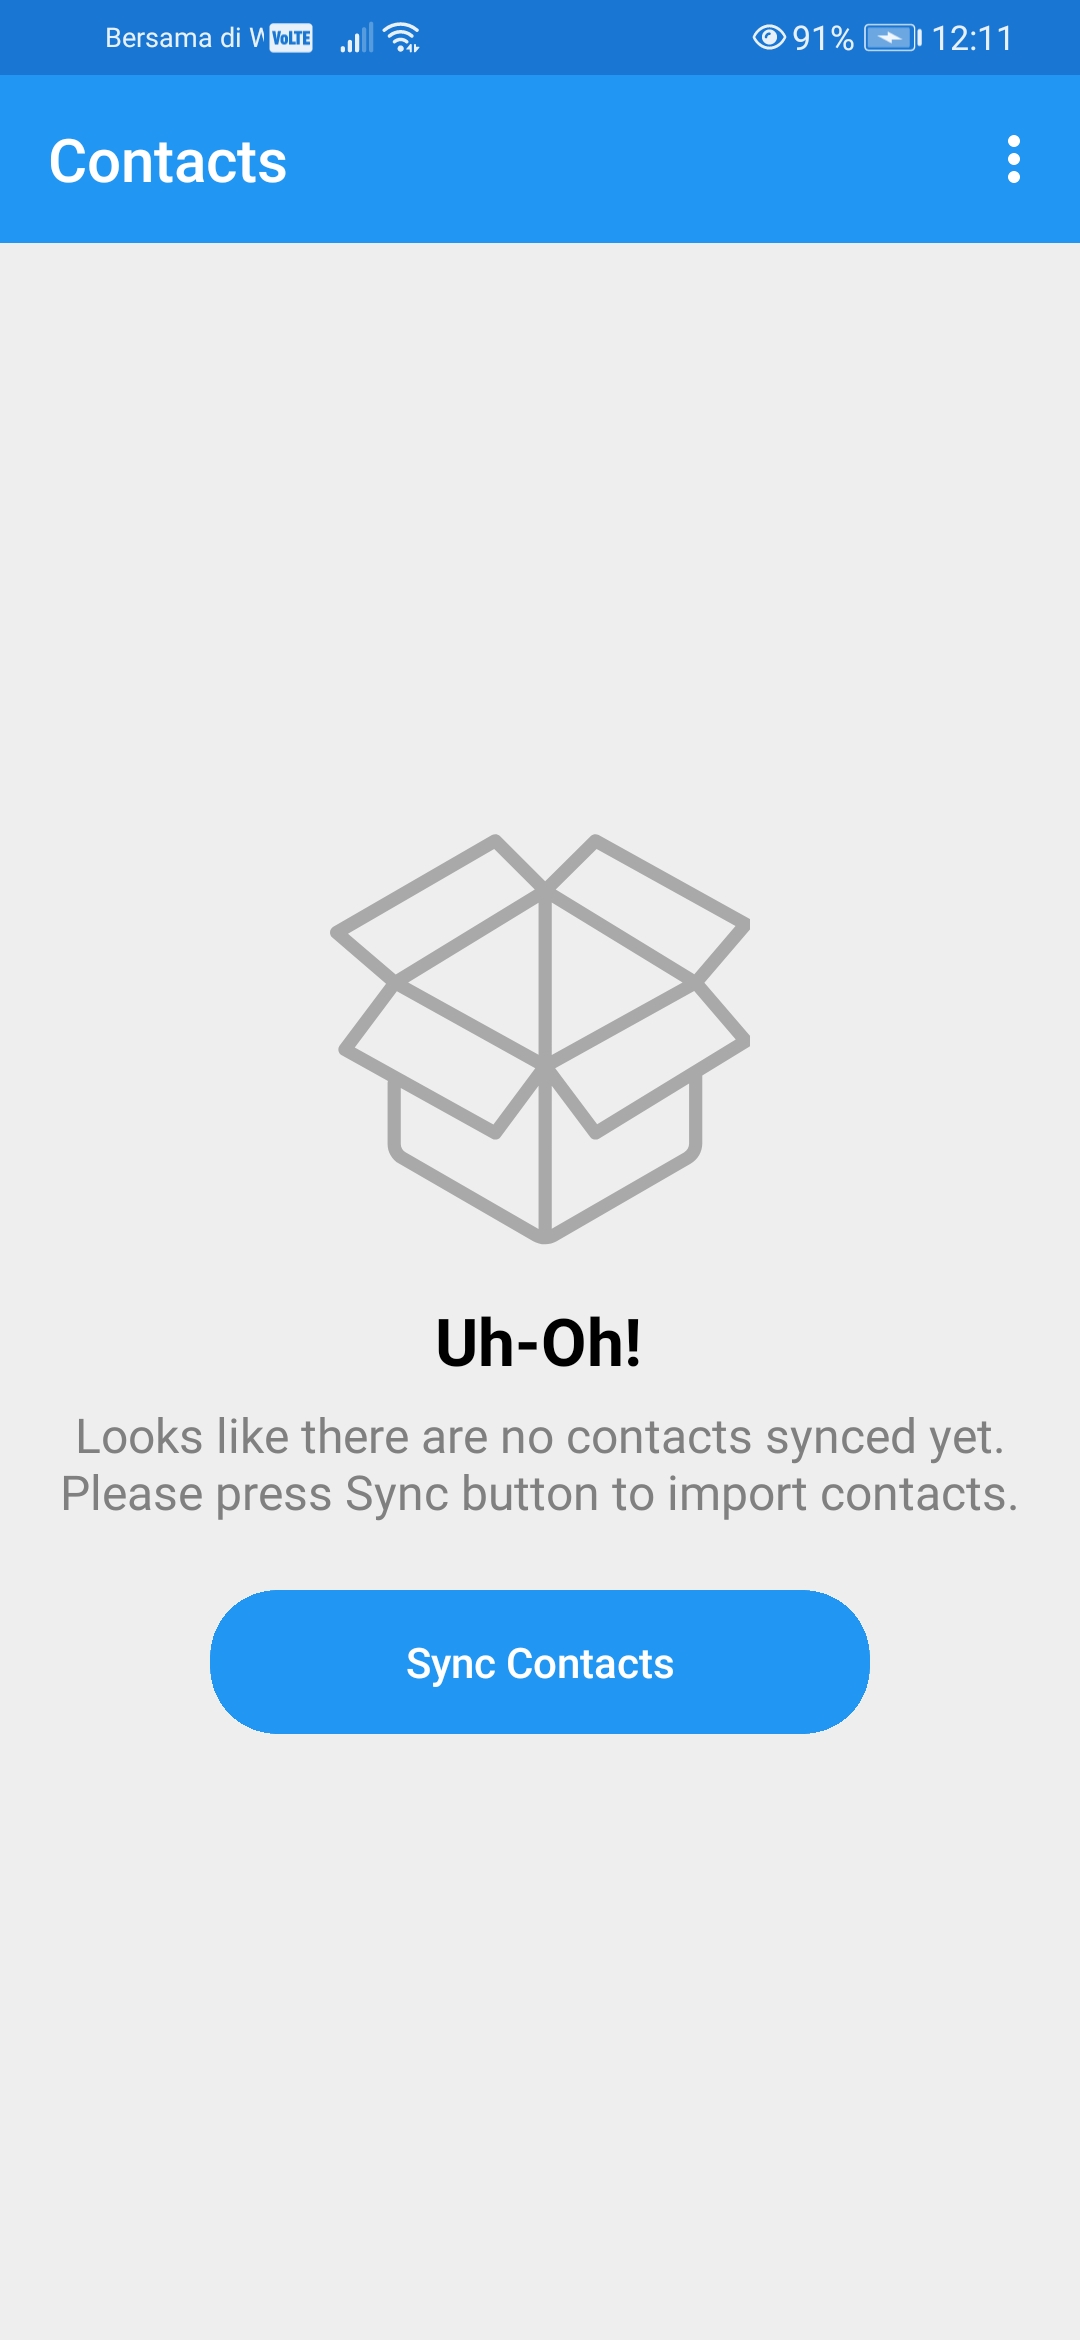 Bersama di VoLTE 91% 12:11
Contacts
Uh-Oh!
Looks like there are no contacts synced yet.
Please press Sync button to import contacts.
Sync Contacts